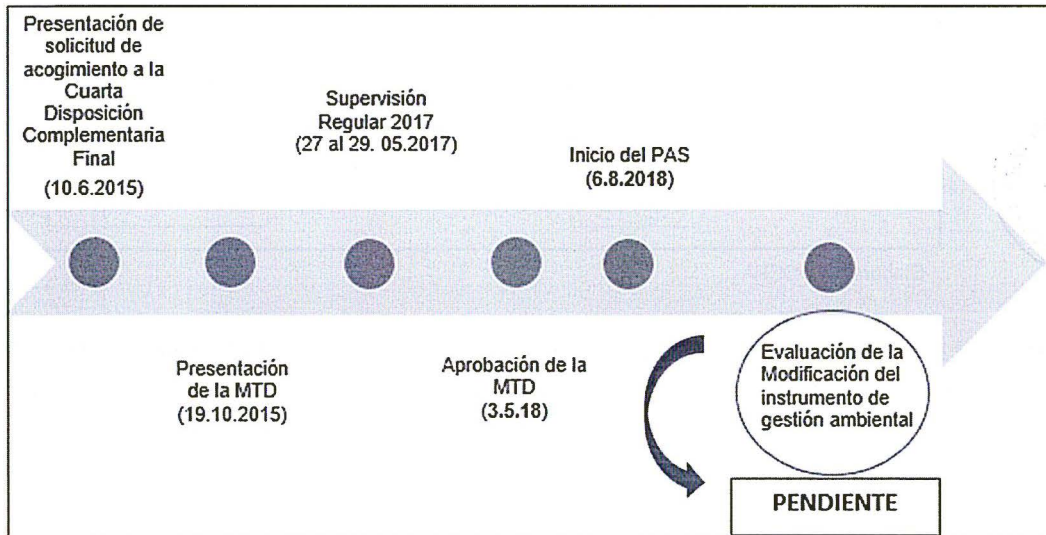 Presentación de
solicitud de
acogimiento a la
Cuarta
Disposición
Complementaria
Final
(10.6.2015)
Presentación
de la MTD
(19.10.2015)
Supervisión
Regular 2017
(27 al 29. 05.2017)
Aprobación de la
MTD
(3.5.18)
Inicio del PAS
(6.8.2018)
Evaluación de la
Modificación del
instrumento de
gestión ambiental
PENDIENTE